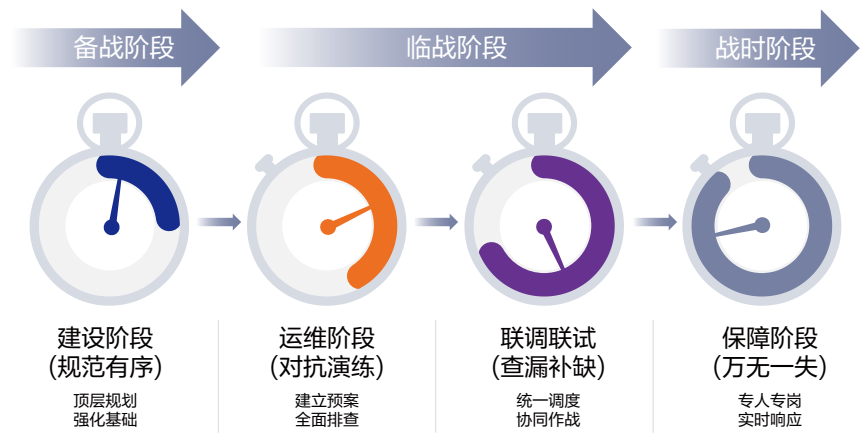 备战阶段
临战阶段
战时阶段
建设阶段
(规范有序)
顶层规划
强化基础
运维阶段
(对抗演练)
建立预案
全面排查
联调联试
(查漏补缺)
统一调度
协同作战
保障阶段
(万无一失)
专人专岗
实时响应